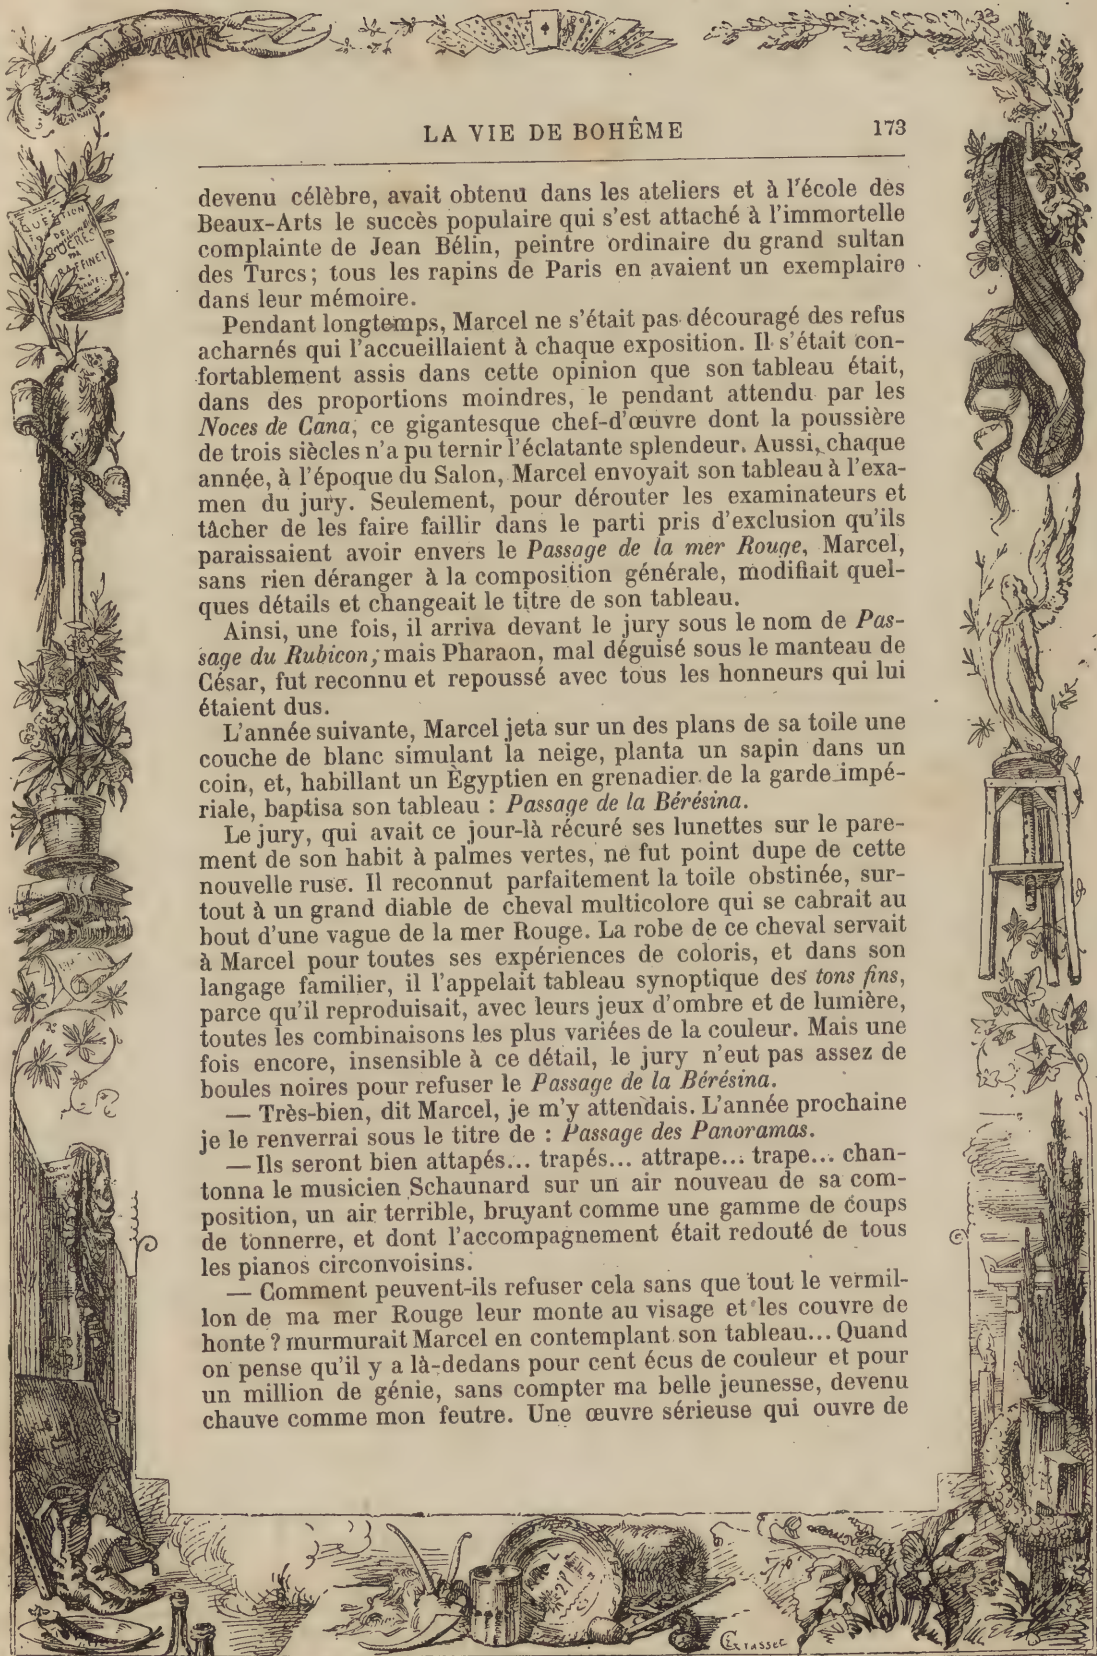 LA VIE DE BOHÊME 173
devenu célèbre, avait obtenu dans les ateliers et à l'école des
Beaux-Arts le succès populaire qui s'est attaché à l'immortelle
complainte de Jean Bélin, peintre ordinaire du grand sultan
des Turcs; tous les rapins de Paris en avaient un exemplaire
dans leur mémoire.
Pendant longtemps, Marcel ne s'était pas découragé des refus
acharnés qui l'accueillaient à chaque exposition. Il s'était con-
fortablement assis dans cette opinion que son tableau était,
dans des proportions moindres, le pendant attendu par les
Noces de Cana, ce gigantesque chef-d'œuvre dont la poussière
de trois siècles n'a pu ternir l'éclatante splendeur. Aussi, chaque
année, à l'époque du Salon, Marcel envoyait son tableau à l'exa-
men du jury. Seulement, pour dérouter les examinateurs et
tâcher de les faire faillir dans le parti pris d'exclusion qu'ils
paraissaient avoir envers le Passage de la mer Rouge, Marcel,
sans rien déranger à la composition générale, modifiait quel-
ques détails et changeait le titre de son tableau.
Ainsi, une fois, il arriva devant le jury sous le nom de Pas-
sage du Rubicon; mais Pharaon, mal déguisé sous le manteau de
César, fut reconnu et repoussé avec tous les honneurs qui lui
étaient dus.
L'année suivante, Marcel jeta sur un des plans de sa toile une
couche de blanc simulant la neige, planta un sapin dans un
coin, et, habillant un Égyptien en grenadier de la garde impé-
riale, baptisa son tableau : Passage de la Bérésina.
Le jury, qui avait ce jour-là récuré ses lunettes sur le pare-
ment de son habit à palmes vertes, ne fut point dupe de cette
nouvelle ruse. Il reconnut parfaitement la toile obstinée, sur-
tout à un grand diable de cheval multicolore qui se cabrait au
bout d'une vague de la mer Rouge. La robe de ce cheval servait
à Marcel pour toutes ses expériences de coloris, et dans son
langage familier, il l'appelait tableau synoptique des tons fins,
parce qu'il reproduisait, avec leurs jeux d'ombre et de lumière,
toutes les combinaisons les plus variées de la couleur. Mais une
fois encore, insensible à ce détail, le jury n'eut pas assez de
boules noires pour refuser le Passage de la Bérésina.
— Très-bien, dit Marcel, je m'y attendais. L'année prochaine
je le renverrai sous le titre de : Passage des Panoramas.
— Ils seront bien attapés... trapés... attrape... trape... chan-
tonna le musicien Schaunard sur un air nouveau de sa com-
position, un air terrible, bruyant comme une gamme de coups
de tonnerre, et dont l'accompagnement était redouté de tous
les pianos circonvoisins.
— Comment peuvent-ils refuser cela sans que tout le vermil-
lon de ma mer Rouge leur monte au visage et les couvre de
honte ? murmurait Marcel en contemplant son tableau... Quand
on pense qu'il y a là-dedans pour cent écus de couleur et pour
un million de génie, sans compter ma belle jeunesse, devenu
chauve comme mon feutre. Une œuvre sérieuse qui ouvre de
QUESTION
DES
SUCRES
PAR
BAFFINET
Grasset